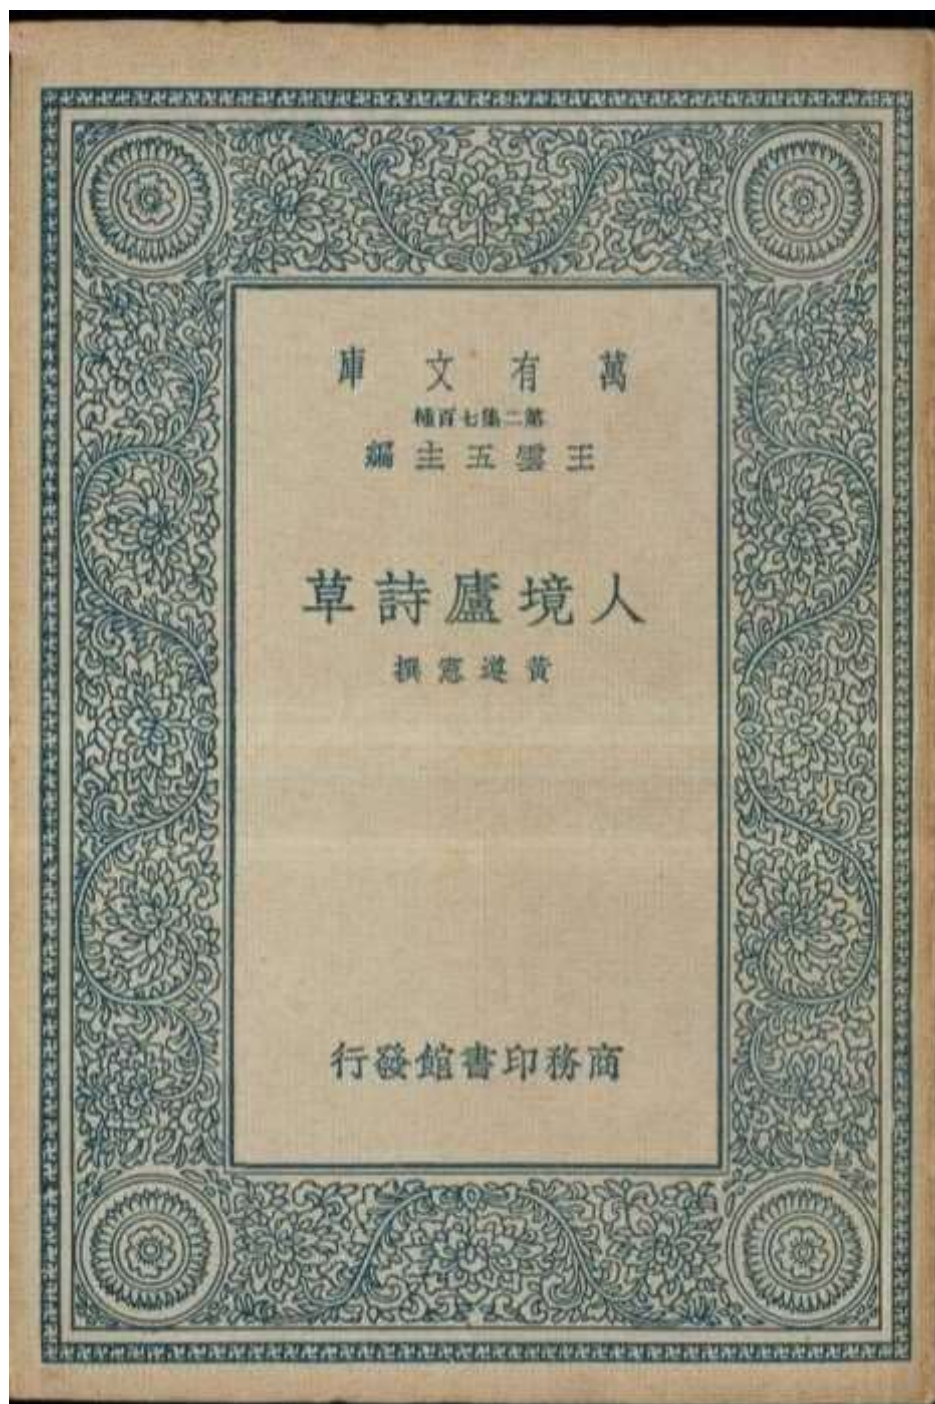 萬有文庫
第二集七百種
王雲五主編
人境廬詩草
黃遵憲撰
商務印書館發行